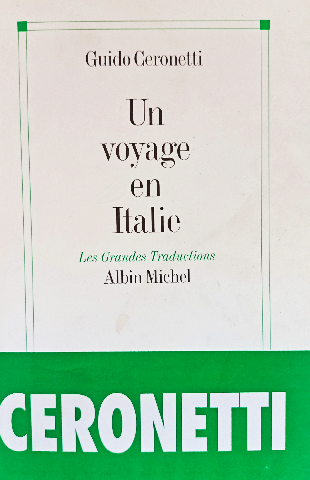 Guido Ceronetti
Un
voyage
en
Italie
Les Grandes Traductions
Albin Michel
CERONETTI